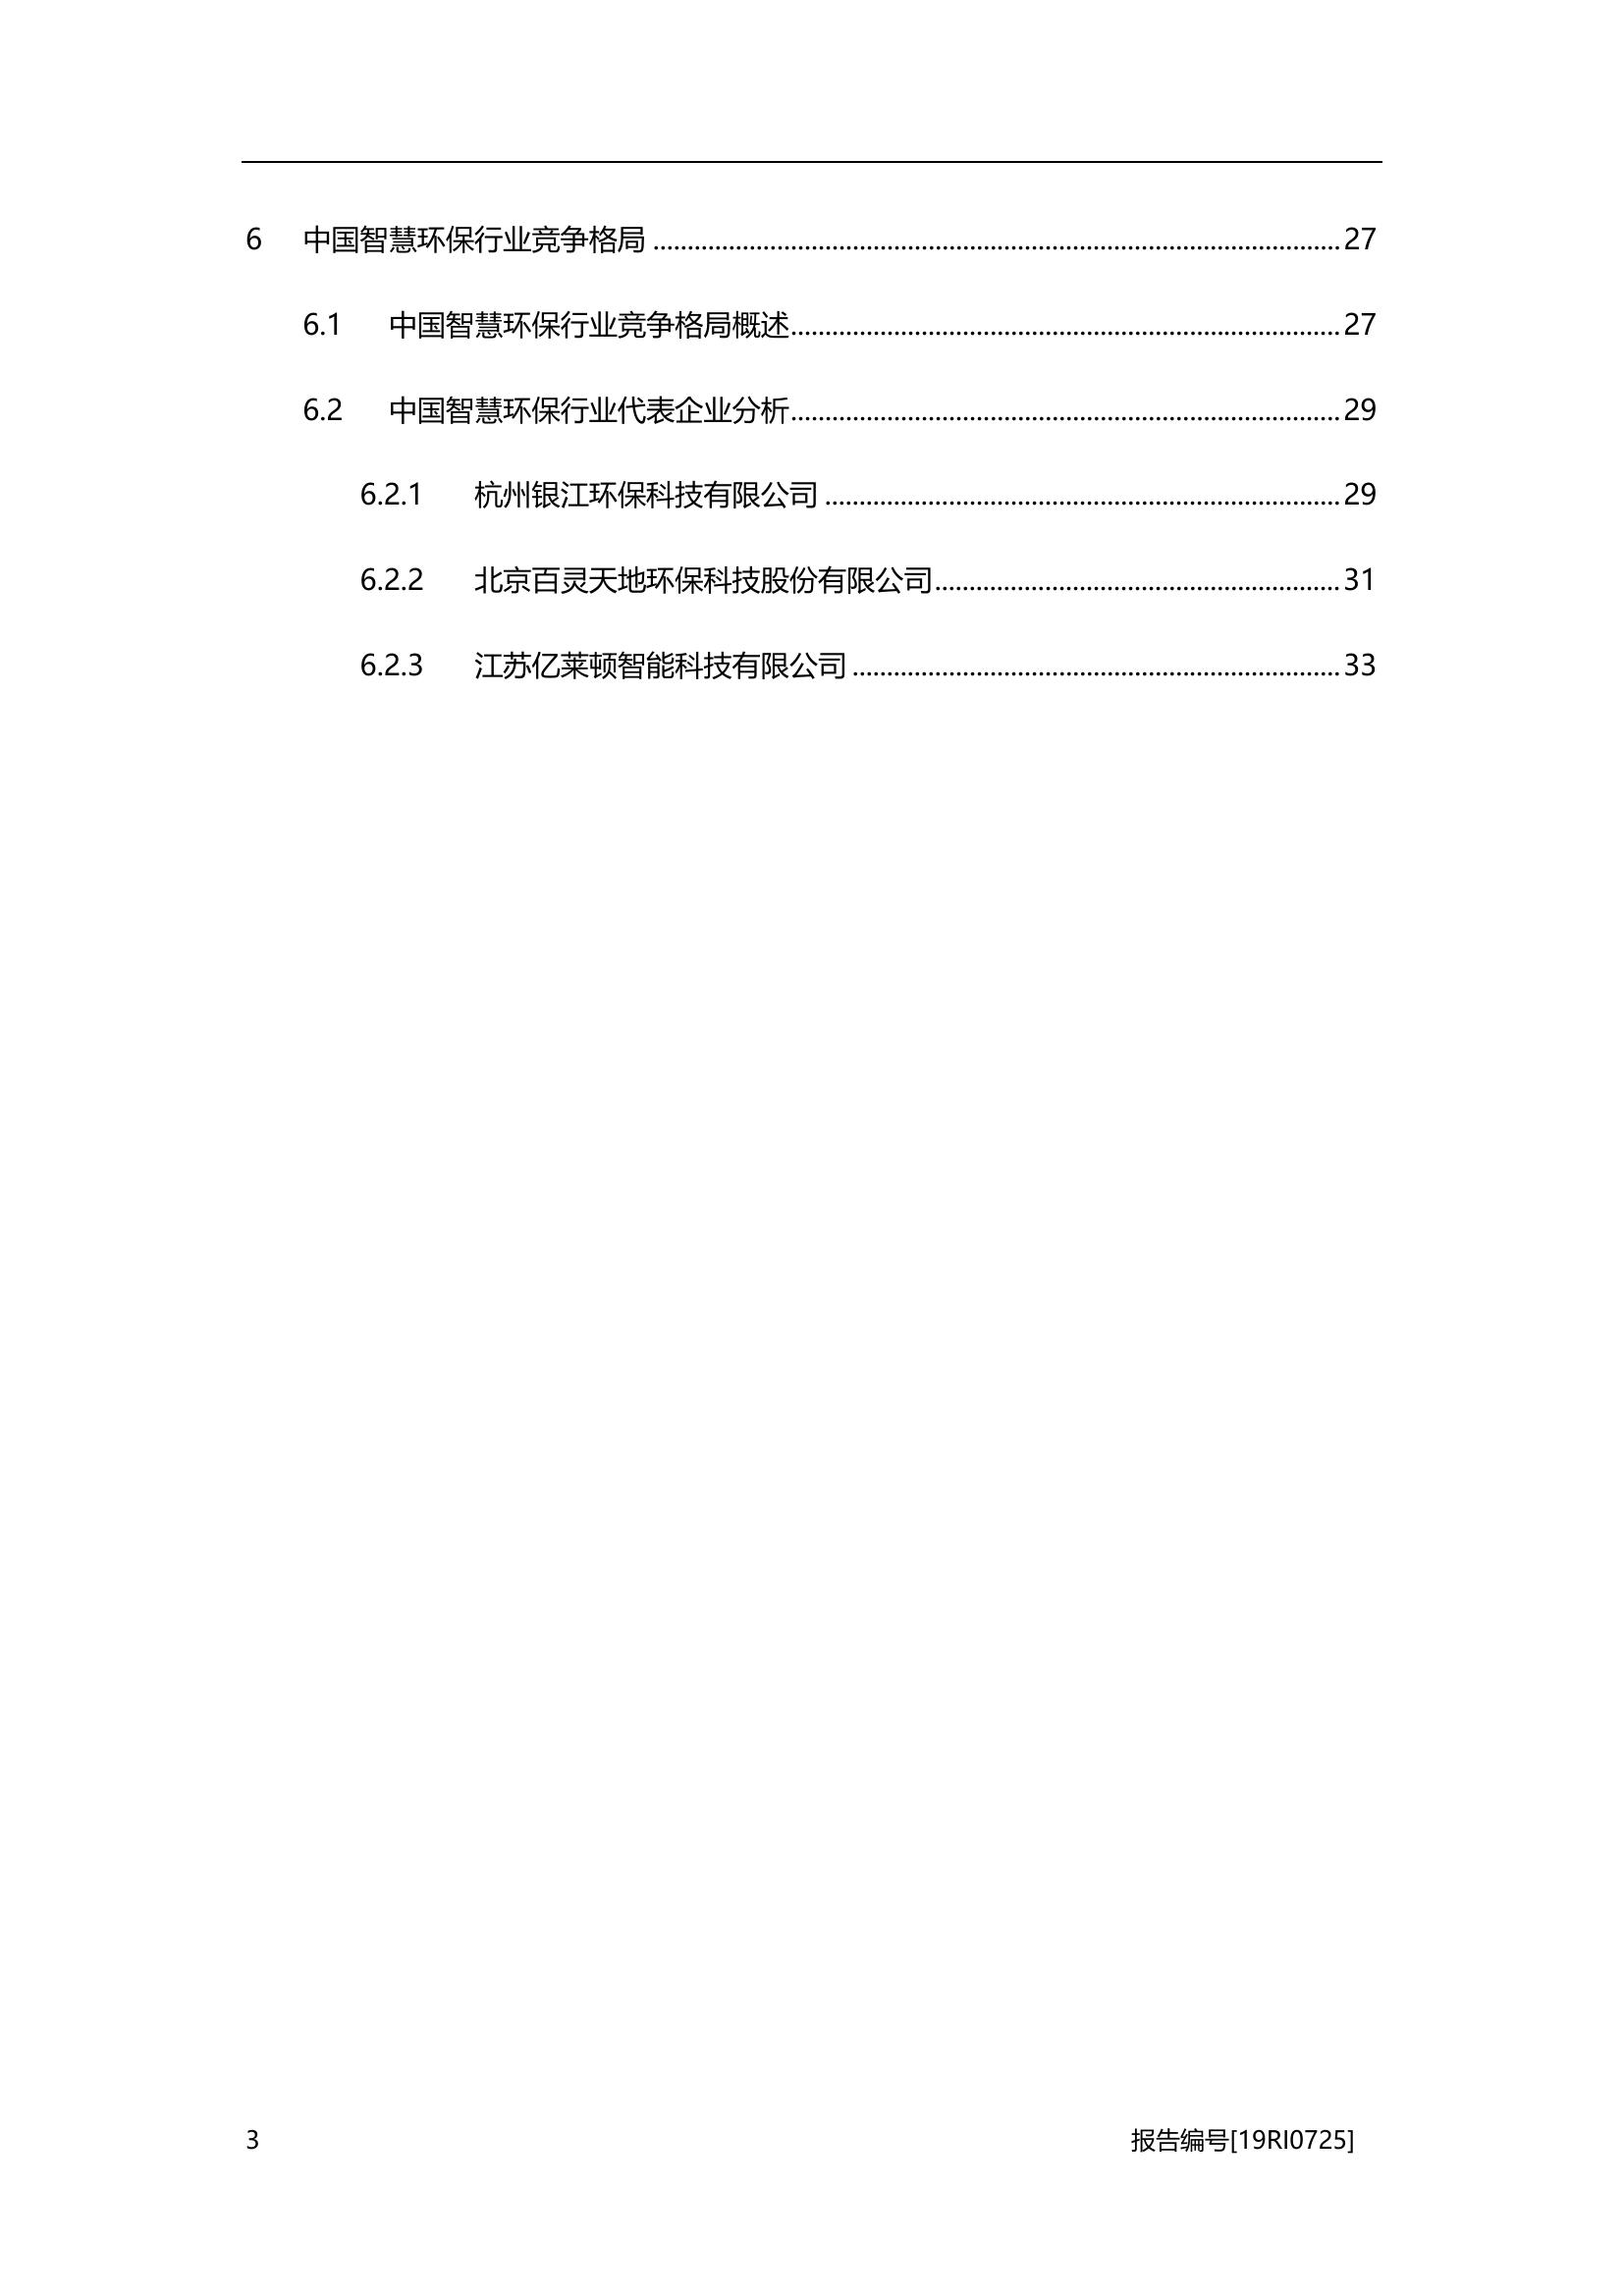 6 中国智慧环保行业竞争格局 ........................................................................................................ 27
6.1 中国智慧环保行业竞争格局概述................................................................................... 27
6.2 中国智慧环保行业代表企业分析................................................................................... 29
6.2.1 杭州银江环保科技有限公司 .............................................................................. 29
6.2.2 北京百灵天地环保科技股份有限公司............................................................. 31
6.2.3 江苏亿莱顿智能科技有限公司 .......................................................................... 33
3 报告编号[19RI0725]